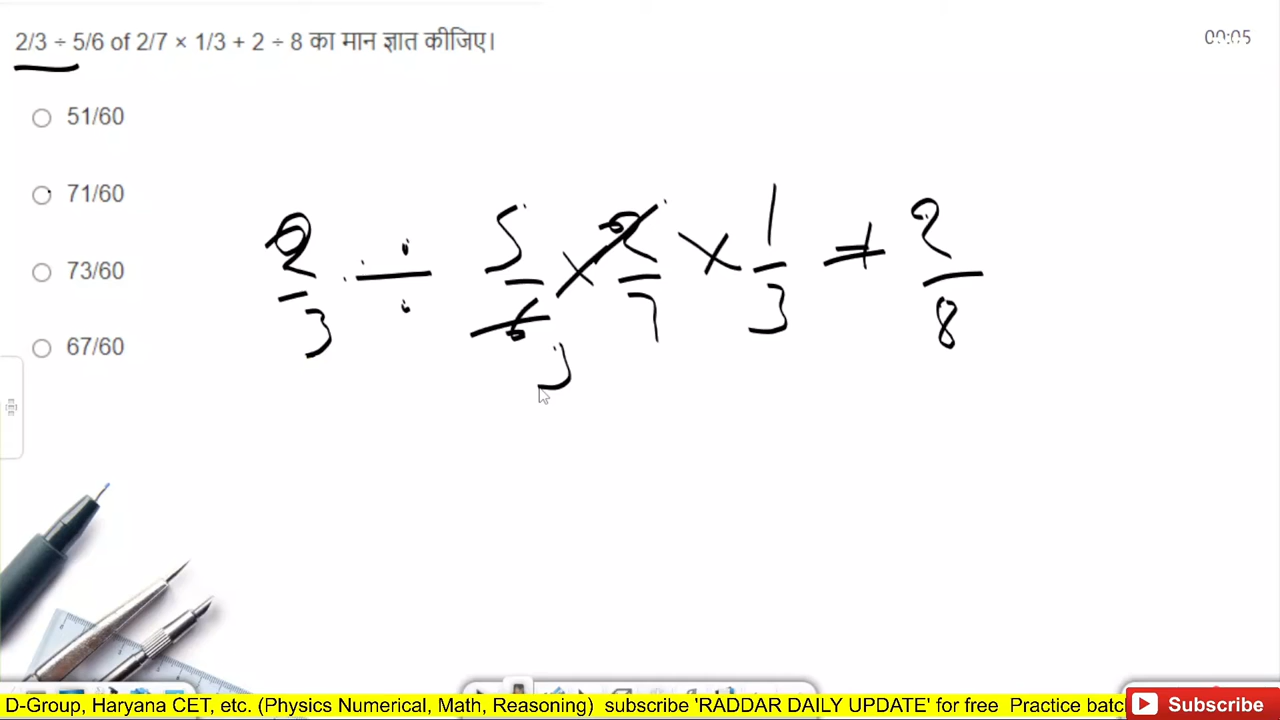 2/3 ÷ 5/6 of 2/7 × 1/3 + 2 ÷ 8 का मान ज्ञात कीजिए।
00:05
51/60
71/60
73/60
67/60
2/3 ÷ 5/6 × 2/7 × 1/3 + 2/8
3
D-Group, Haryana CET, etc. (Physics Numerical, Math, Reasoning) subscribe 'RADDAR DAILY UPDATE' for free Practice batc
Subscribe